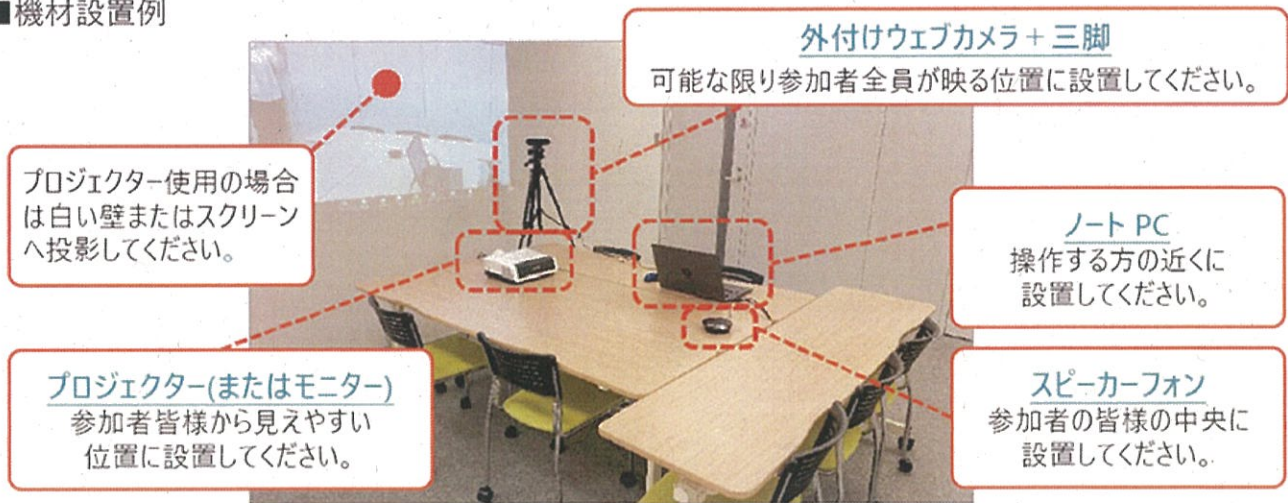 ■機材設置例
外付けウェブカメラ+三脚
可能な限り参加者全員が映る位置に設置してください。
プロジェクター使用の場合
は白い壁またはスクリーン
へ投影してください。
ノート PC
操作する方の近くに
設置してください。
プロジェクター(またはモニター)
参加者皆様から見えやすい
位置に設置してください。
スピーカーフォン
参加者の皆様の中央に
設置してください。